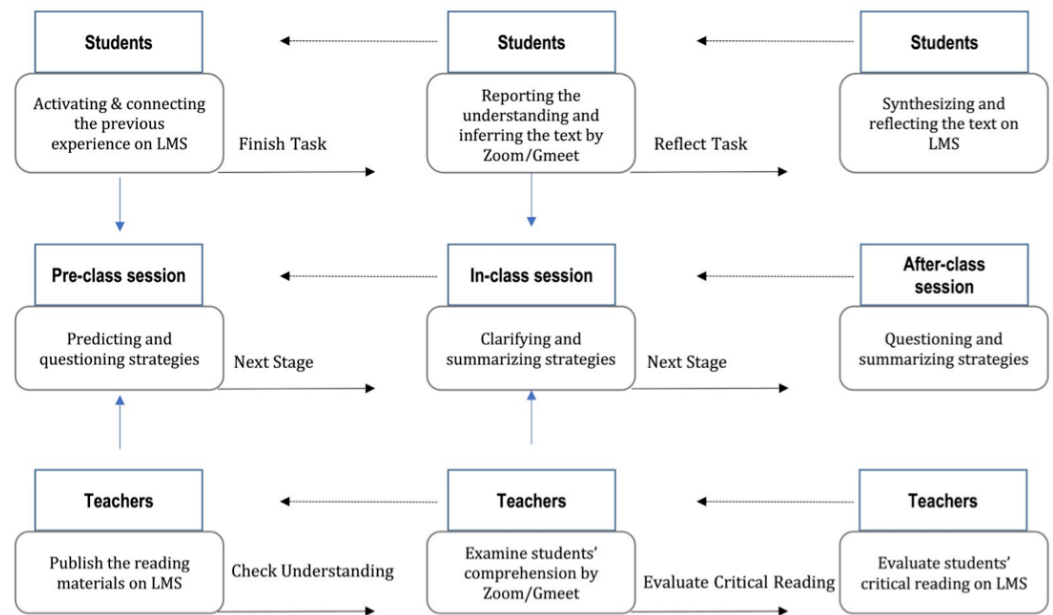 Students
Students
Students
Activating & connecting
the previous
experience on LMS
Finish Task
Reporting the
understanding and
inferring the text by
Zoom/Gmeet
Reflect Task
Synthesizing and
reflecting the text on
LMS
Pre-class session
In-class session
After-class
session
Predicting and
questioning strategies
Next Stage
Clarifying and
summarizing strategies
Next Stage
Questioning and
summarizing strategies
Teachers
Teachers
Teachers
Publish the reading
materials on LMS
Check Understanding
Examine students’
comprehension by
Zoom/Gmeet
Evaluate Critical Reading
Evaluate students’
critical reading on LMS